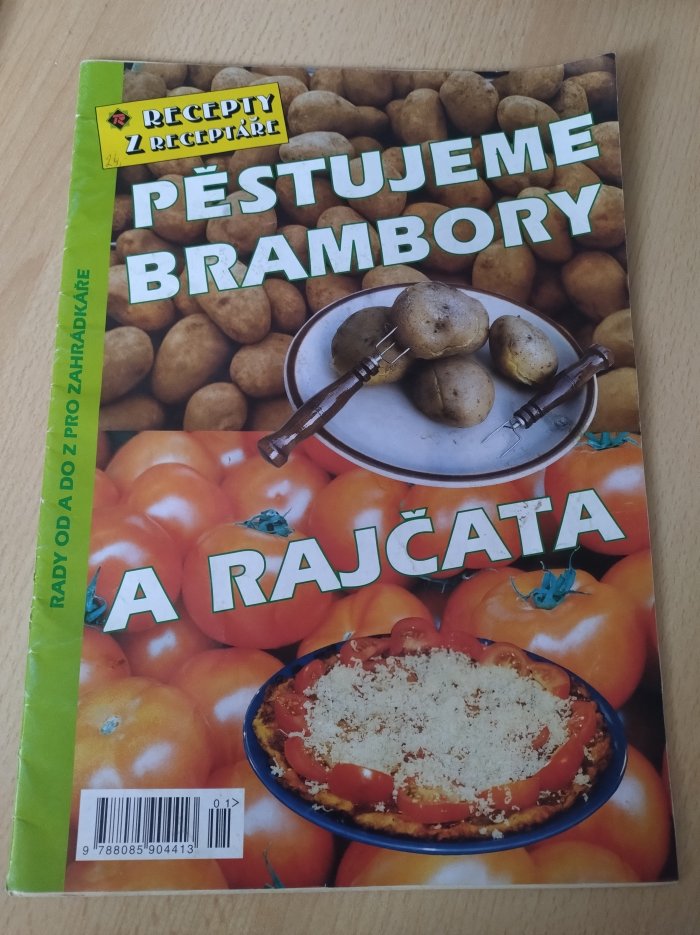 RECEPTY
Z RECEPTÁŘE
24.
PĚSTUJEME
BRAMBORY
A RAJČATA
RADY OD A DO Z PRO ZAHRÁDKÁŘE
01>
9 788085 904413